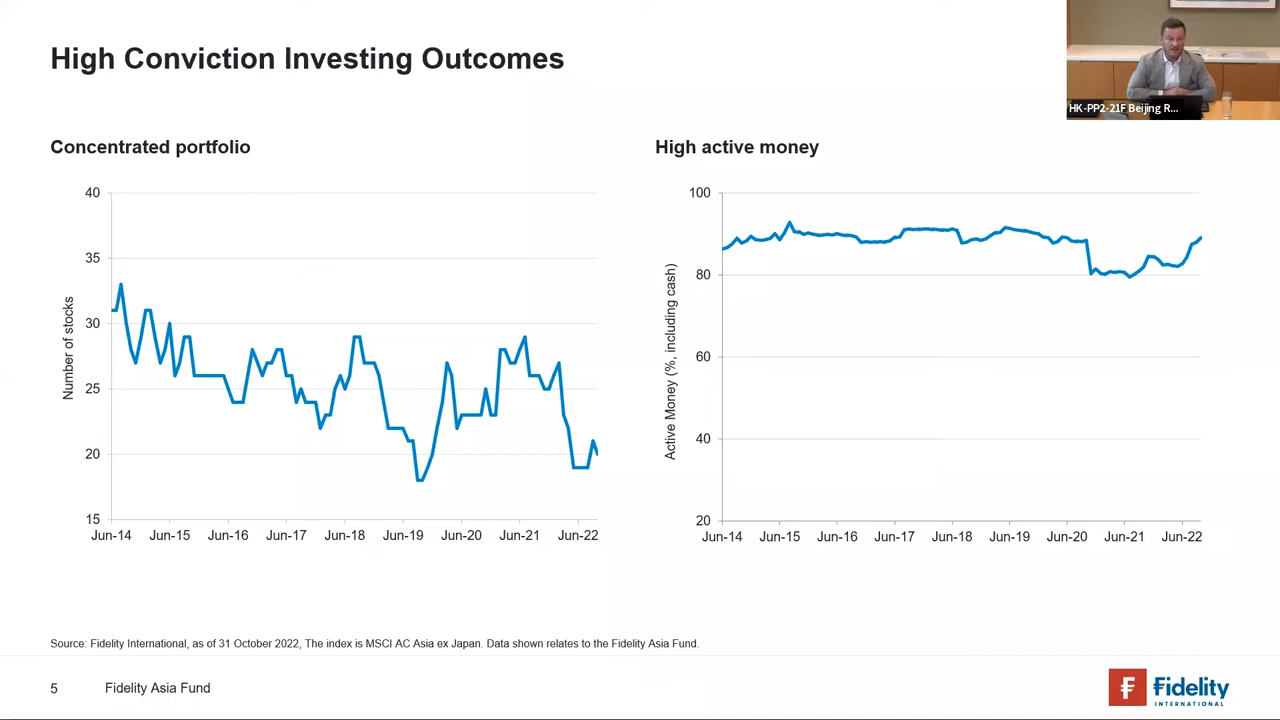 High Conviction Investing Outcomes
HK-PP2-21F Beijing R...
Concentrated portfolio
High active money
Number of stocks
40
35
30
25
20
15
Jun-14 Jun-15 Jun-16 Jun-17 Jun-18 Jun-19 Jun-20 Jun-21 Jun-22
Active Money (%, including cash)
100
80
60
40
20
Jun-14 Jun-15 Jun-16 Jun-17 Jun-18 Jun-19 Jun-20 Jun-21 Jun-22
Source: Fidelity International, as of 31 October 2022, The index is MSCI AC Asia ex Japan. Data shown relates to the Fidelity Asia Fund.
5 Fidelity Asia Fund
Fidelity
INTERNATIONAL